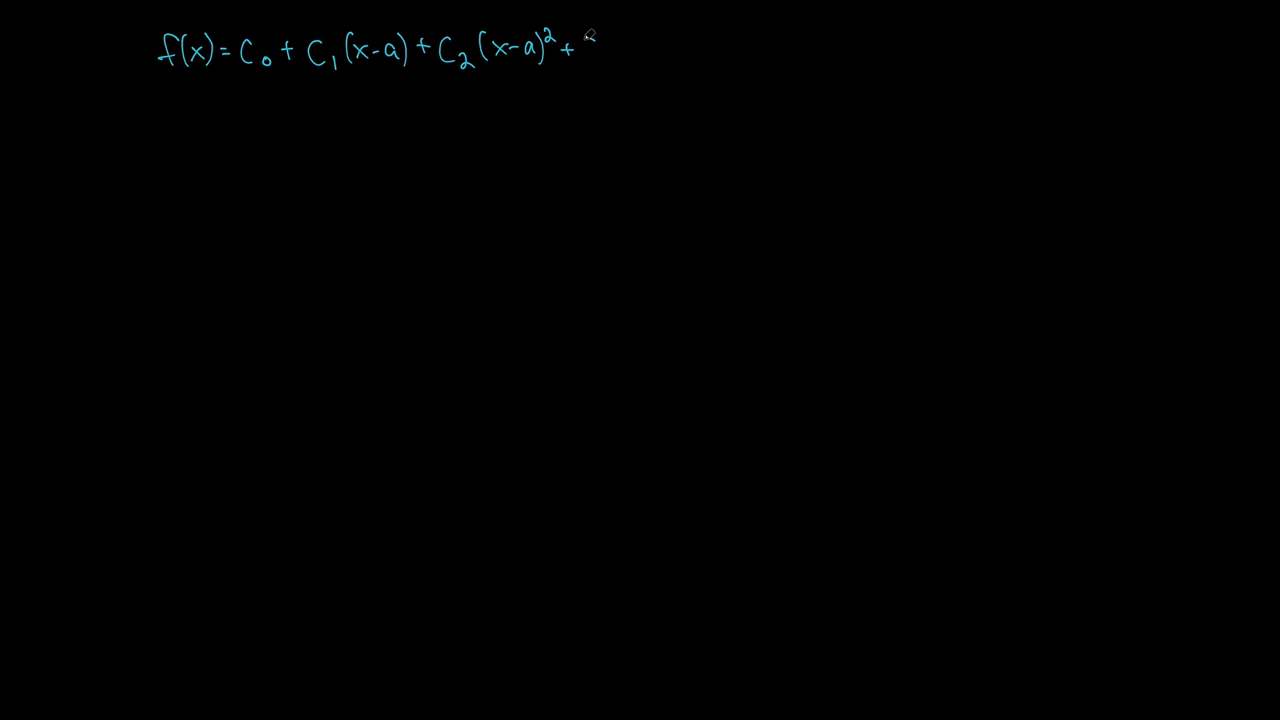 f(x) = C₀ + C₁(x-a) + C₂(x-a)² +